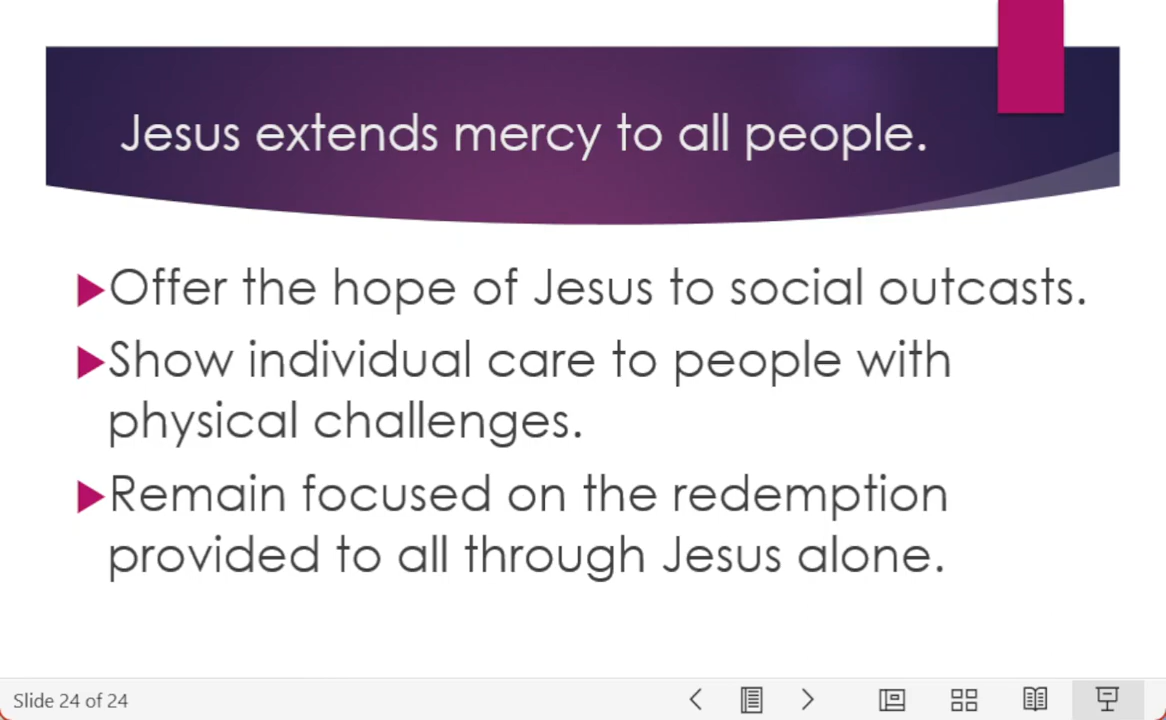 Jesus extends mercy to all people.
Offer the hope of Jesus to social outcasts.
Show individual care to people with
physical challenges.
Remain focused on the redemption
provided to all through Jesus alone.
Slide 24 of 24